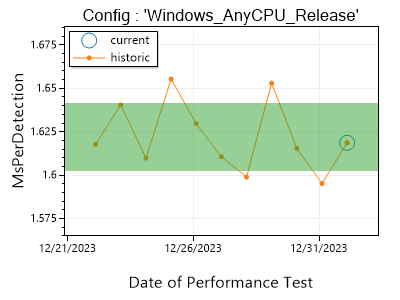 Config : 'Windows_AnyCPU_Release'
current
historic
1.675
1.65
1.625
1.6
1.575
MsPerDetection
12/21/2023
12/26/2023
12/31/2023
Date of Performance Test